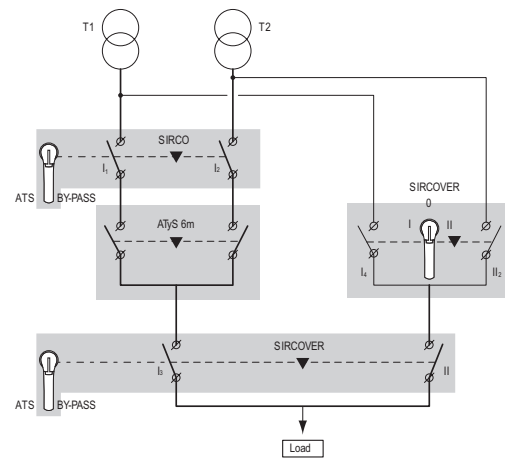 T1
T2
SIRCO
I1
I2
ATS BY-PASS
SIRCOVER
0
I
II
ATyS 6m
I4
II2
SIRCOVER
I3
II
ATS BY-PASS
Load